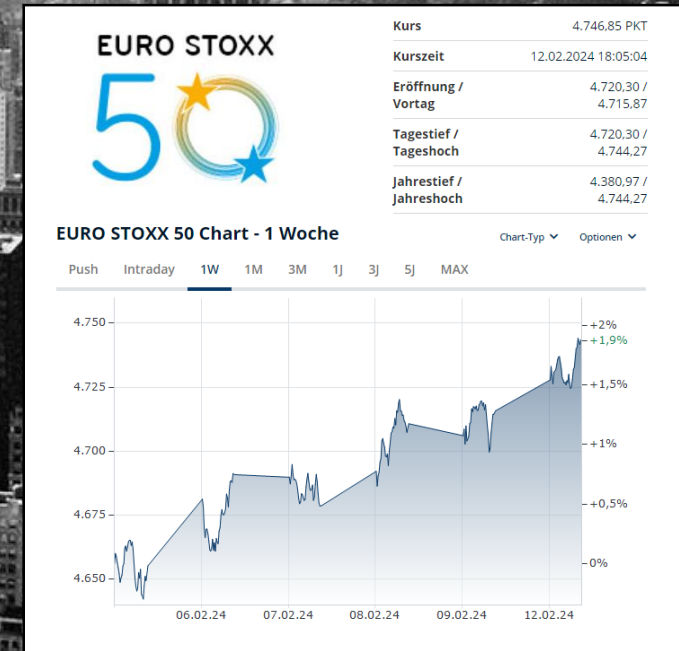 EURO STOXX
50
Kurs 4.746,85 PKT
Kurszeit 12.02.2024 18:05:04
Eröffnung / 4.720,30 /
Vortag 4.715,87
Tagestief / 4.720,30 /
Tageshoch 4.744,27
Jahrestief / 4.380,97 /
Jahreshoch 4.744,27
EURO STOXX 50 Chart - 1 Woche
Chart-Typ Optionen
Push Intraday 1W 1M 3M 1J 3J 5J MAX
4.750
4.725
4.700
4.675
4.650
+2%
+1,9%
+1,5%
+1%
+0,5%
0%
06.02.24 07.02.24 08.02.24 09.02.24 12.02.24